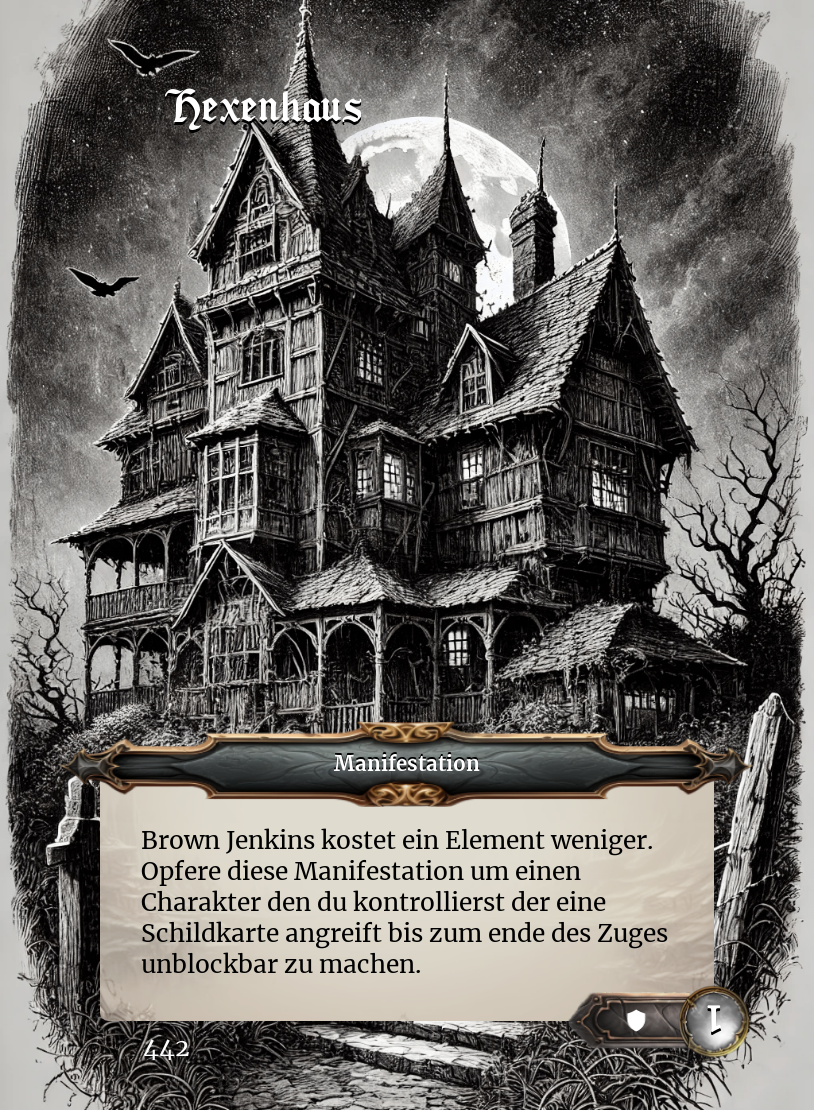 Hexenhaus
Manifestation
Brown Jenkins kostet ein Element weniger.
Opfere diese Manifestation um einen
Charakter den du kontrollierst der eine
Schildkarte angreift bis zum ende des Zuges
unblockbar zu machen.
442